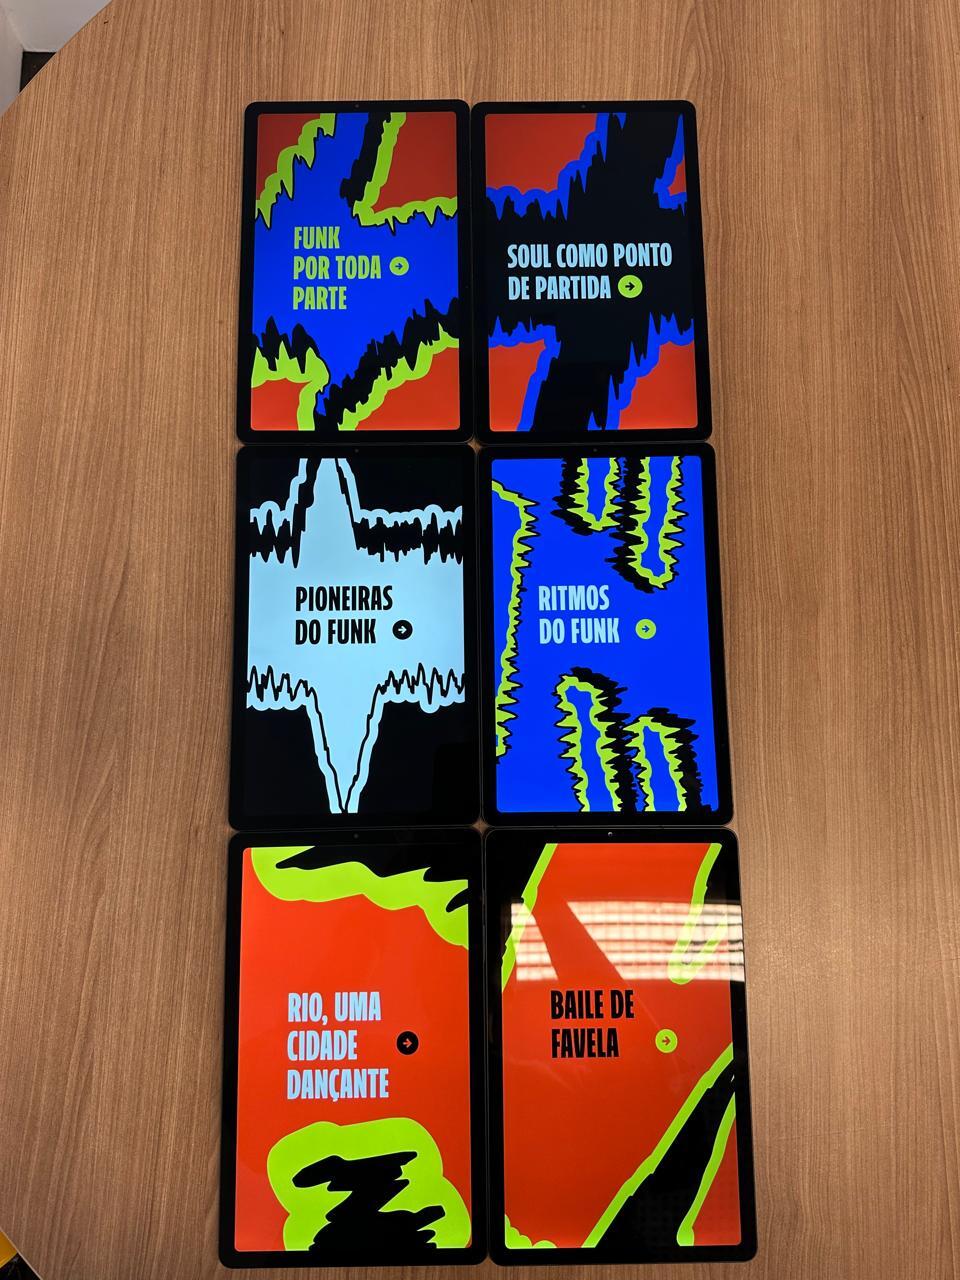 FUNK
POR TODA
PARTE
SOUL COMO PONTO
DE PARTIDA
PIONEIRAS
DO FUNK
RITMOS
DO FUNK
RIO, UMA
CIDADE
DANÇANTE
BAILE DE
FAVELA